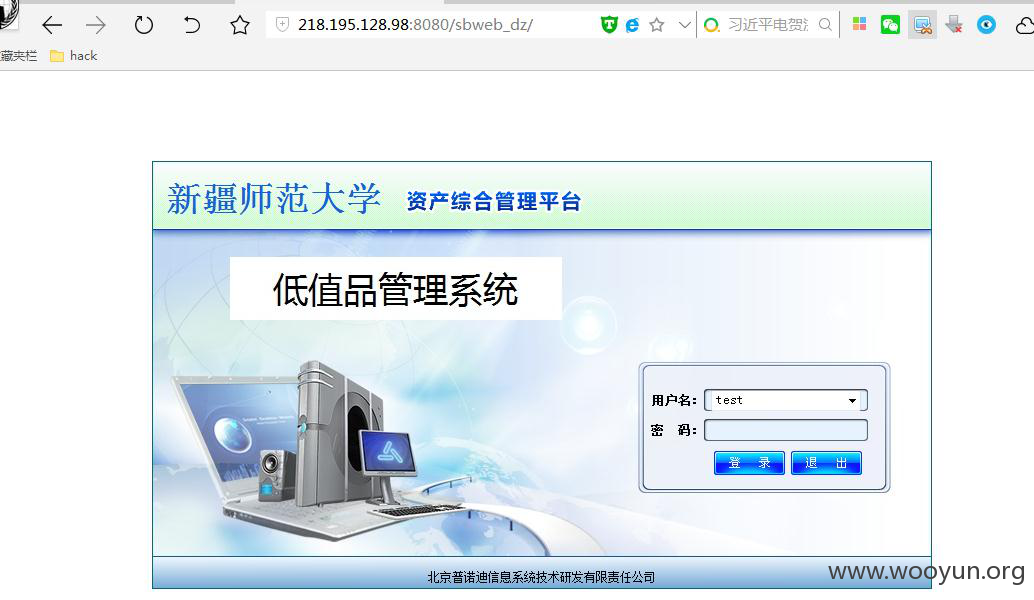 218.195.128.98:8080/sbweb_dz/
习近平电贺
藏夹栏 hack
新疆师范大学 资产综合管理平台
低值品管理系统
用户名: test
密 码:
登 录 退 出
北京普诺迪信息系统技术研发有限责任公司
www.wooyun.org